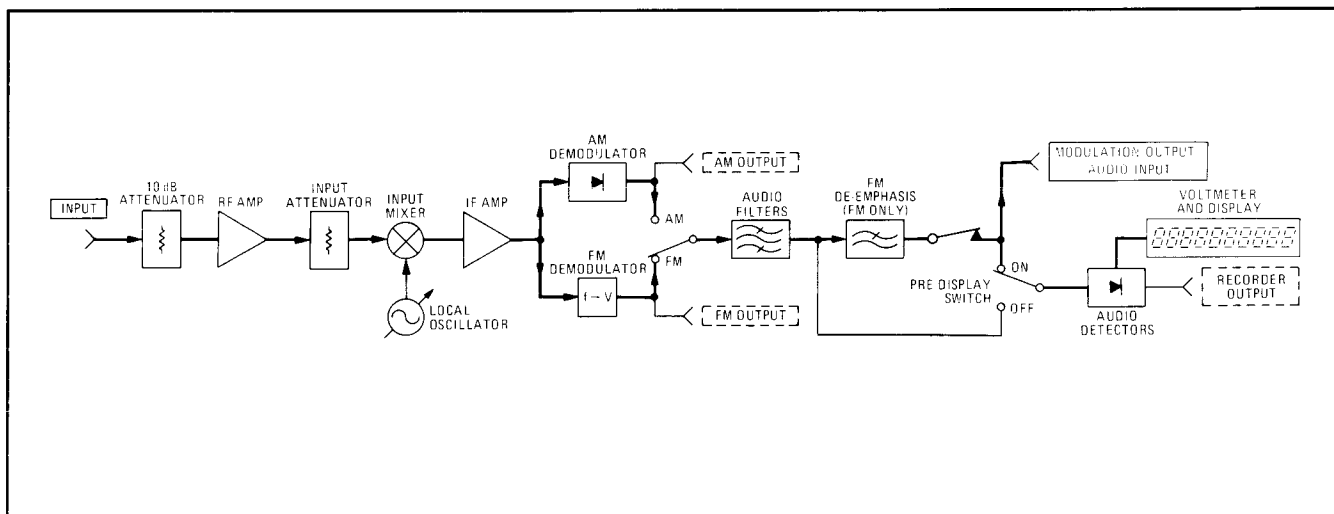 INPUT
10 dB
ATTENUATOR
RF AMP
INPUT
ATTENUATOR
INPUT
MIXER
LOCAL
OSCILLATOR
IF AMP
AM
DEMODULATOR
AM OUTPUT
AM
FM
FM
DEMODULATOR
f → V
FM OUTPUT
AUDIO
FILTERS
FM
DE-EMPHASIS
(FM ONLY)
PRE DISPLAY
SWITCH
ON
OFF
MODULATION OUTPUT
AUDIO INPUT
VOLTMETER
AND DISPLAY
RECORDER
OUTPUT
AUDIO
DETECTORS